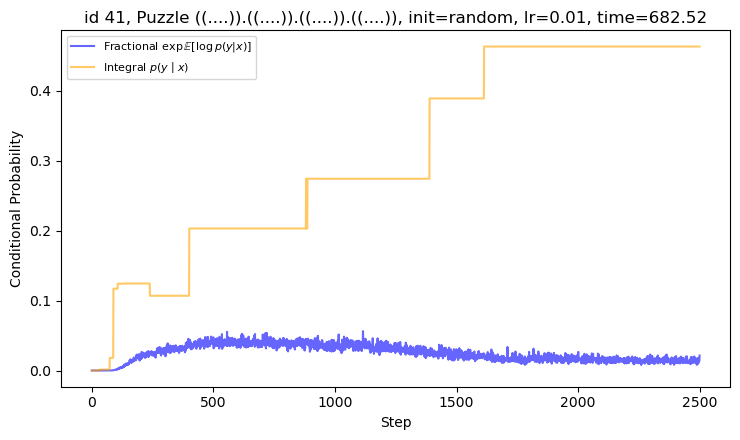 id 41, Puzzle ((....)).((....)).((....)).((....)), init=random, lr=0.01, time=682.52
Fractional exp𝔼[log p(y|x)]
Integral p(y | x)
Conditional Probability
0.4
0.3
0.2
0.1
0.0
0 500 1000 1500 2000 2500
Step